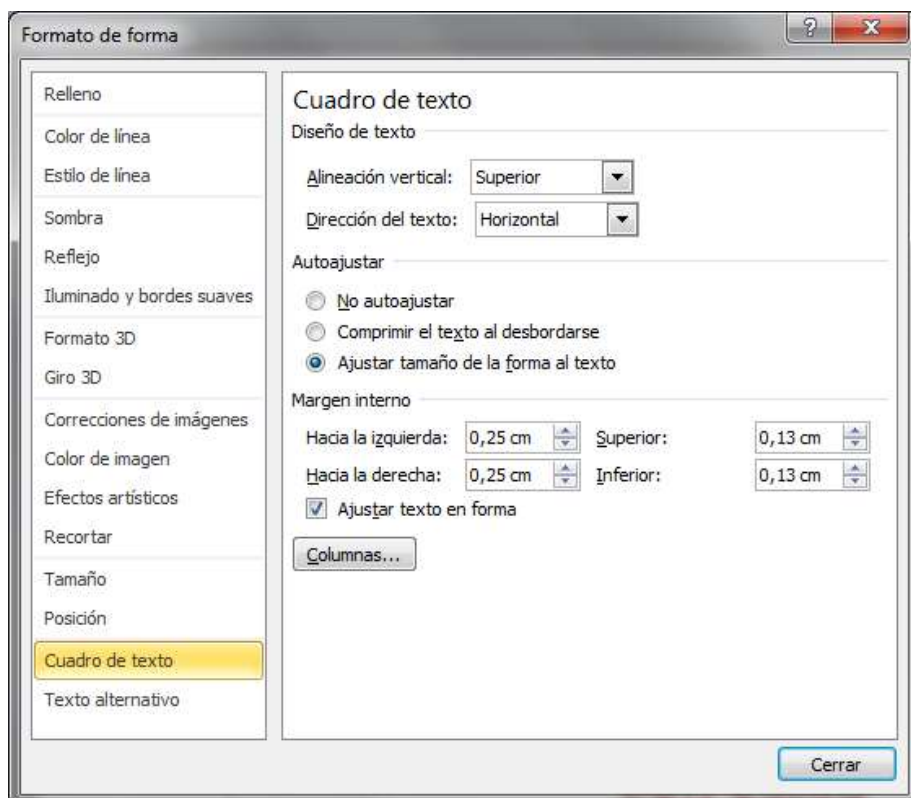 Formato de forma
Relleno
Color de línea
Estilo de línea
Sombra
Reflejo
Iluminado y bordes suaves
Formato 3D
Giro 3D
Correcciones de imágenes
Color de imagen
Efectos artísticos
Recortar
Tamaño
Posición
Cuadro de texto
Texto alternativo
Cuadro de texto
Diseño de texto
Alineación vertical: Superior
Dirección del texto: Horizontal
Autoajustar
No autoajustar
Comprimir el texto al desbordarse
Ajustar tamaño de la forma al texto
Margen interno
Hacia la izquierda: 0,25 cm Superior: 0,13 cm
Hacia la derecha: 0,25 cm Inferior: 0,13 cm
Ajustar texto en forma
Columnas...
Cerrar